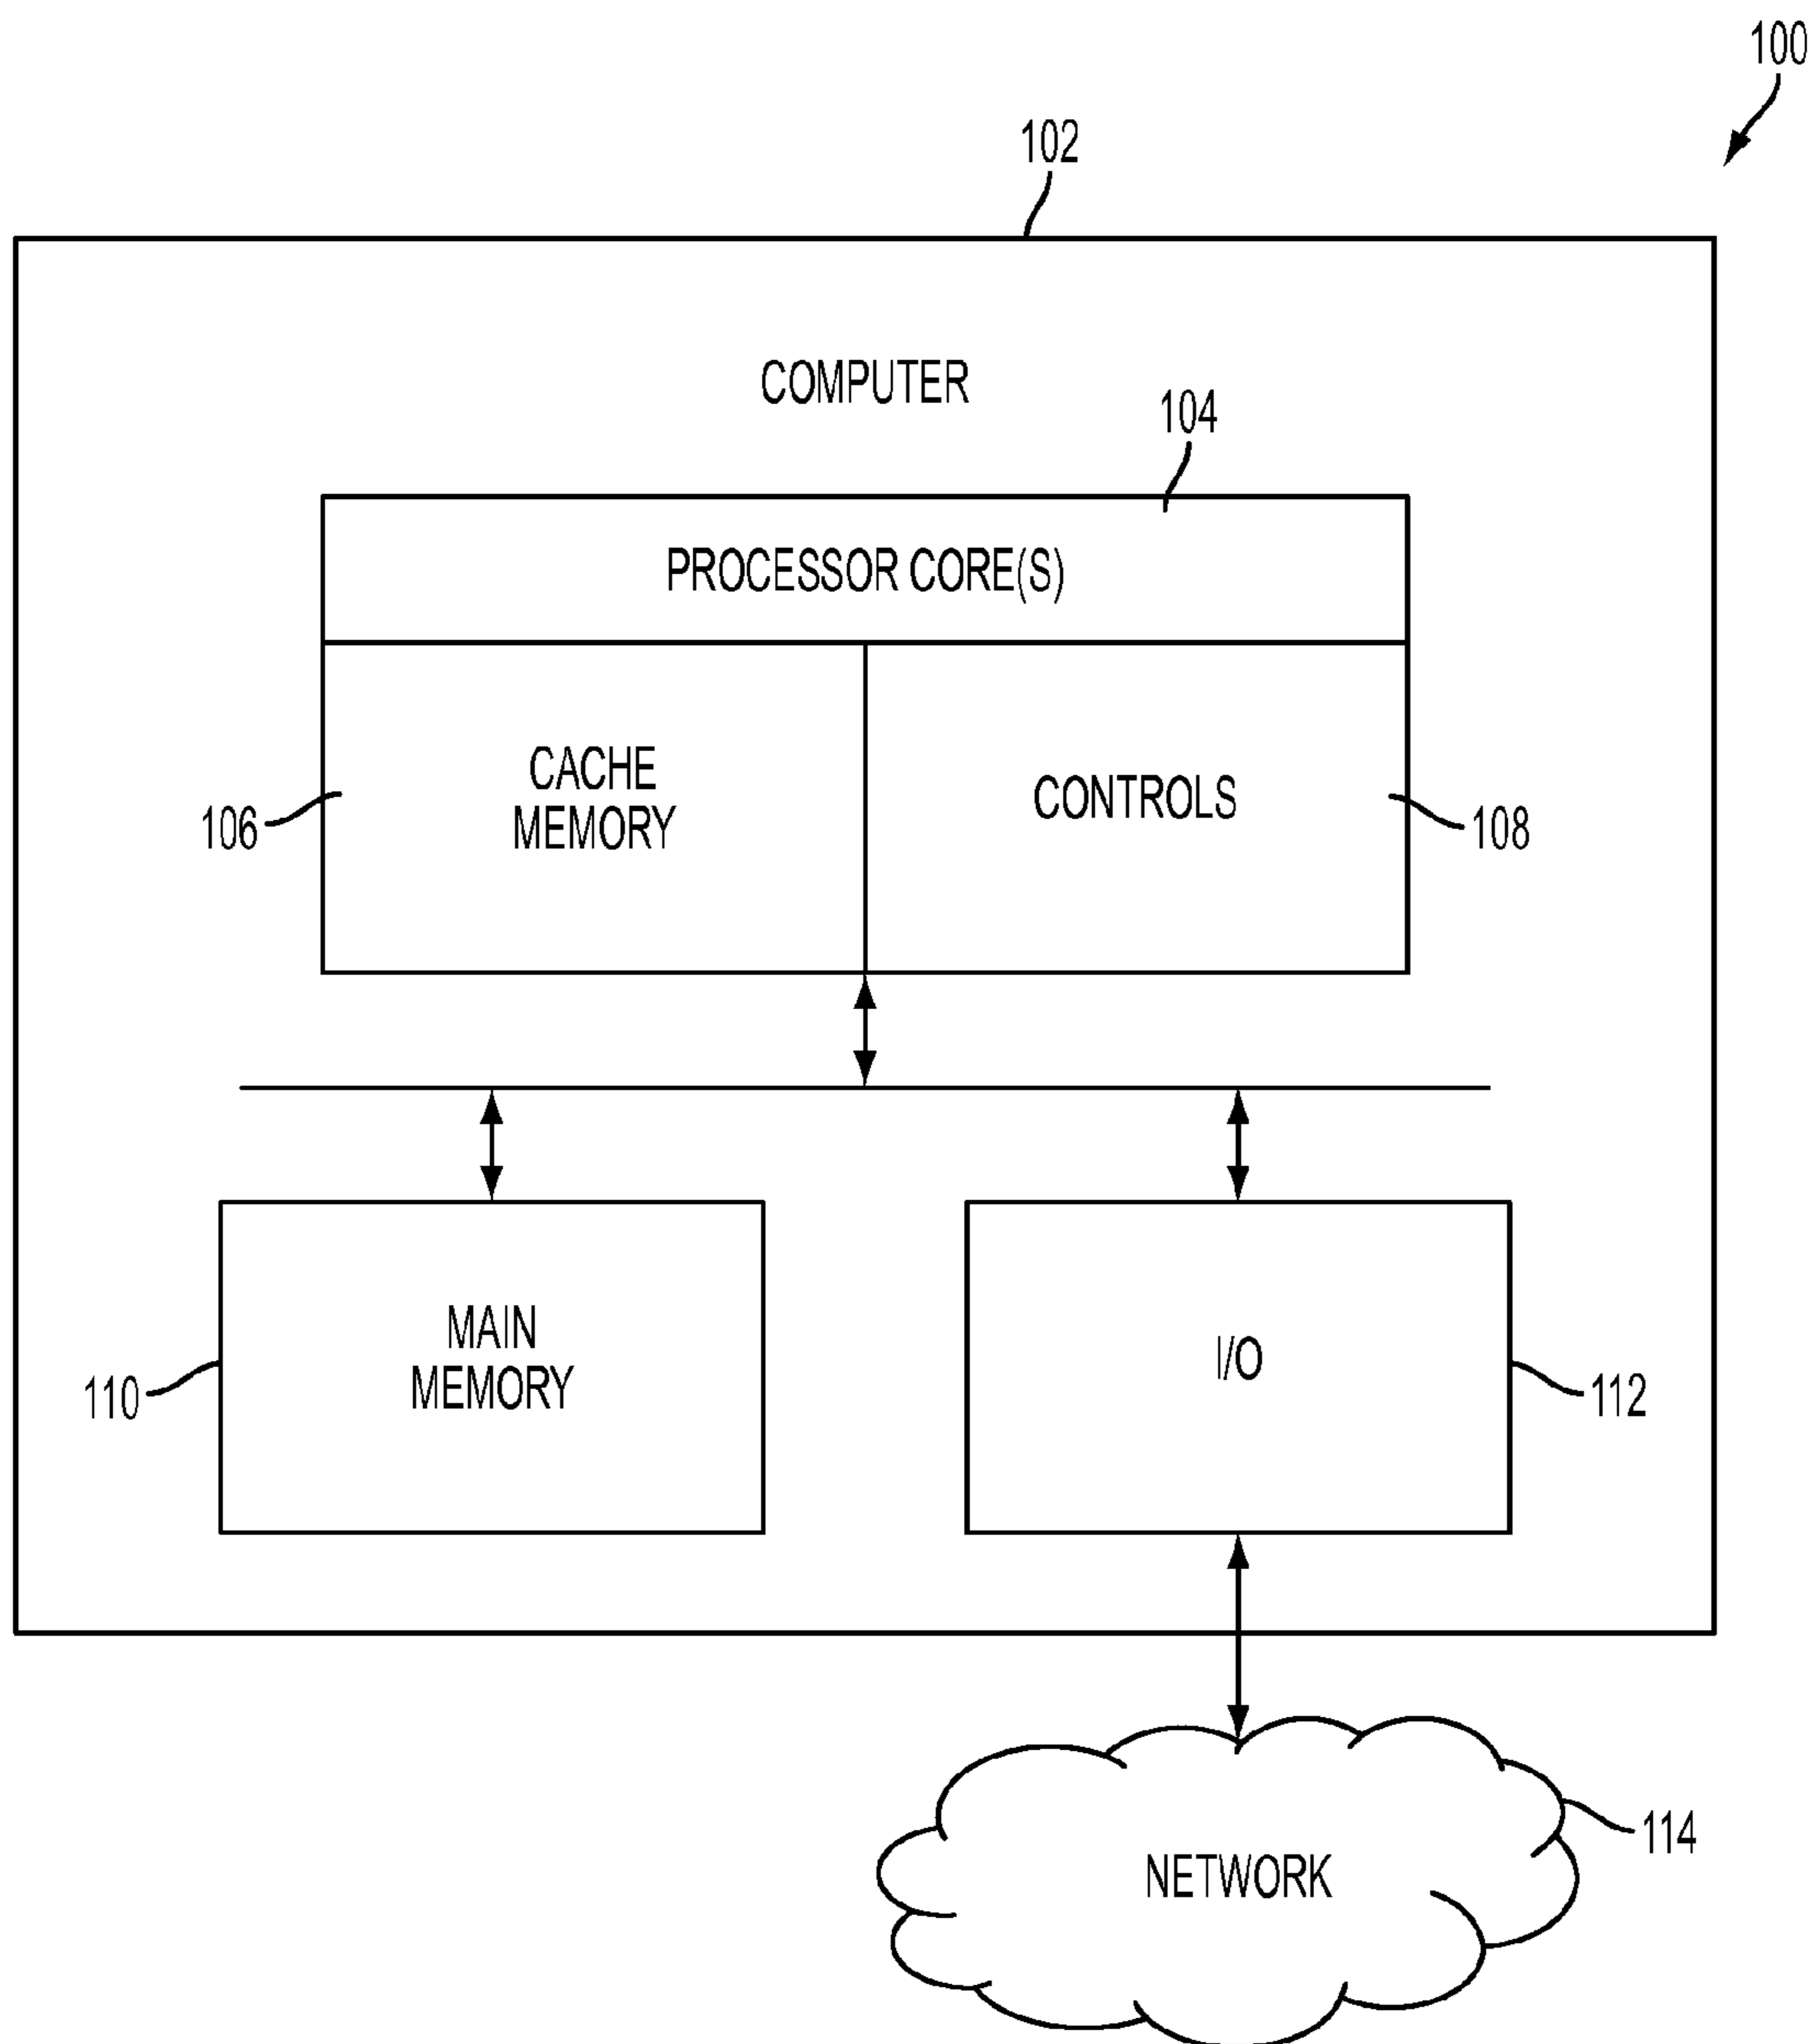 100
102
COMPUTER
104
PROCESSOR CORE(S)
CACHE
MEMORY
CONTROLS
106
108
MAIN
MEMORY
I/O
110
112
114
NETWORK